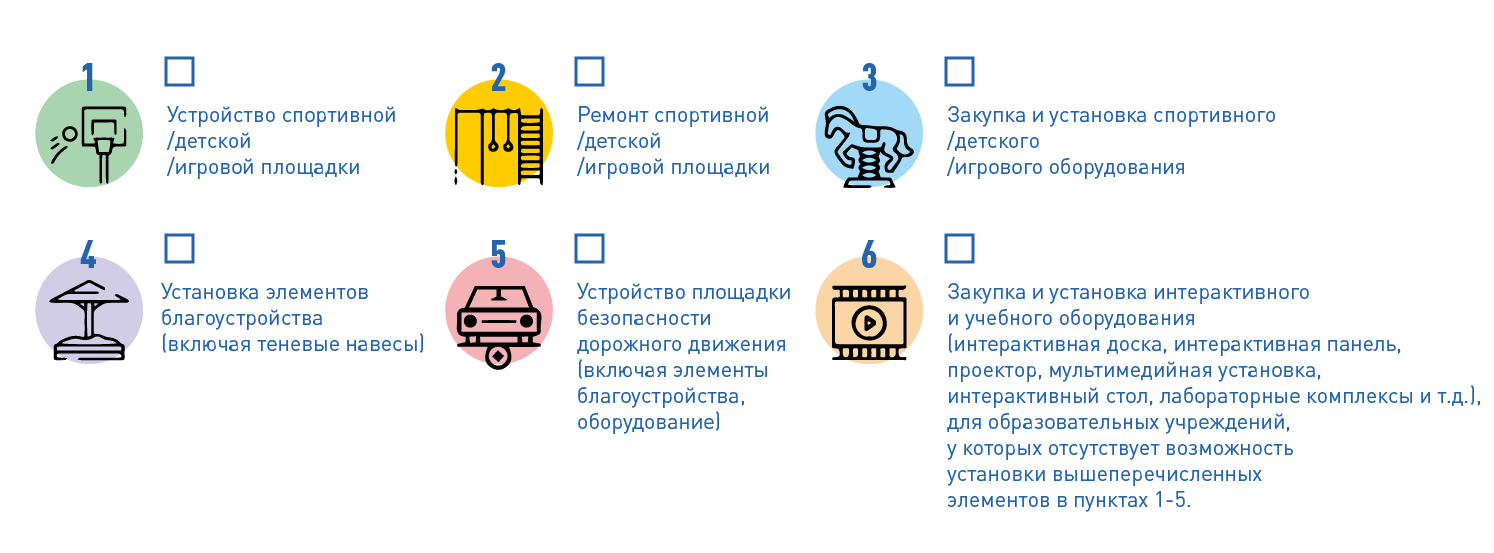 1
Устройство спортивной
/детской
/игровой площадки
2
Ремонт спортивной
/детской
/игровой площадки
3
Закупка и установка спортивного
/детского
/игрового оборудования
4
Установка элементов
благоустройства
(включая теневые навесы)
5
Устройство площадки
безопасности
дорожного движения
(включая элементы
благоустройства,
оборудование)
6
Закупка и установка интерактивного
и учебного оборудования
(интерактивная доска, интерактивная панель,
проектор, мультимедийная установка,
интерактивный стол, лабораторные комплексы и т.д.),
для образовательных учреждений,
у которых отсутствует возможность
установки вышеперечисленных
элементов в пунктах 1-5.